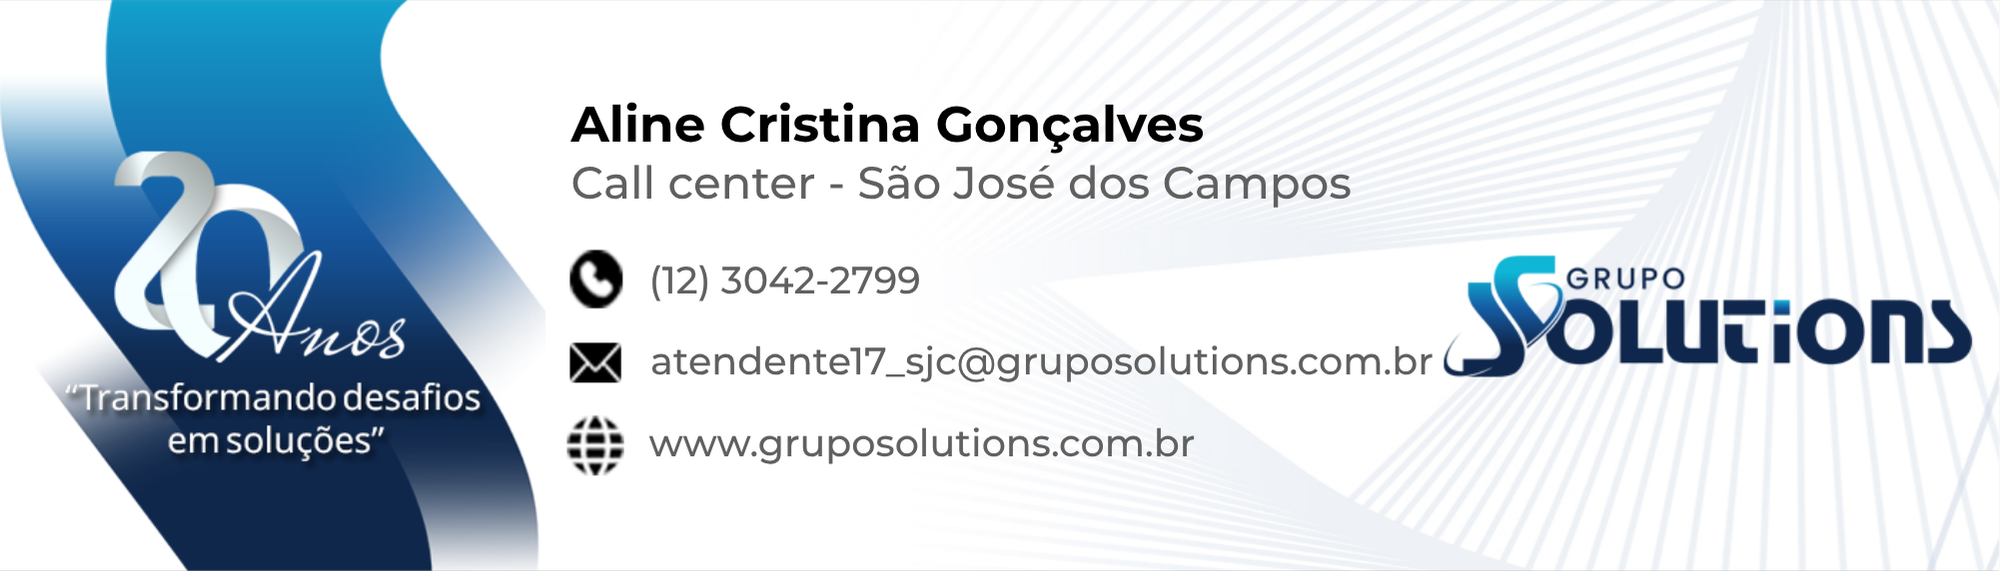 20
Anos
“Transformando desafios
em soluções”
Aline Cristina Gonçalves
Call center - São José dos Campos
(12) 3042-2799
atendente17_sjc@gruposolutions.com.br
www.gruposolutions.com.br
GRUPO
SOLUTIONS